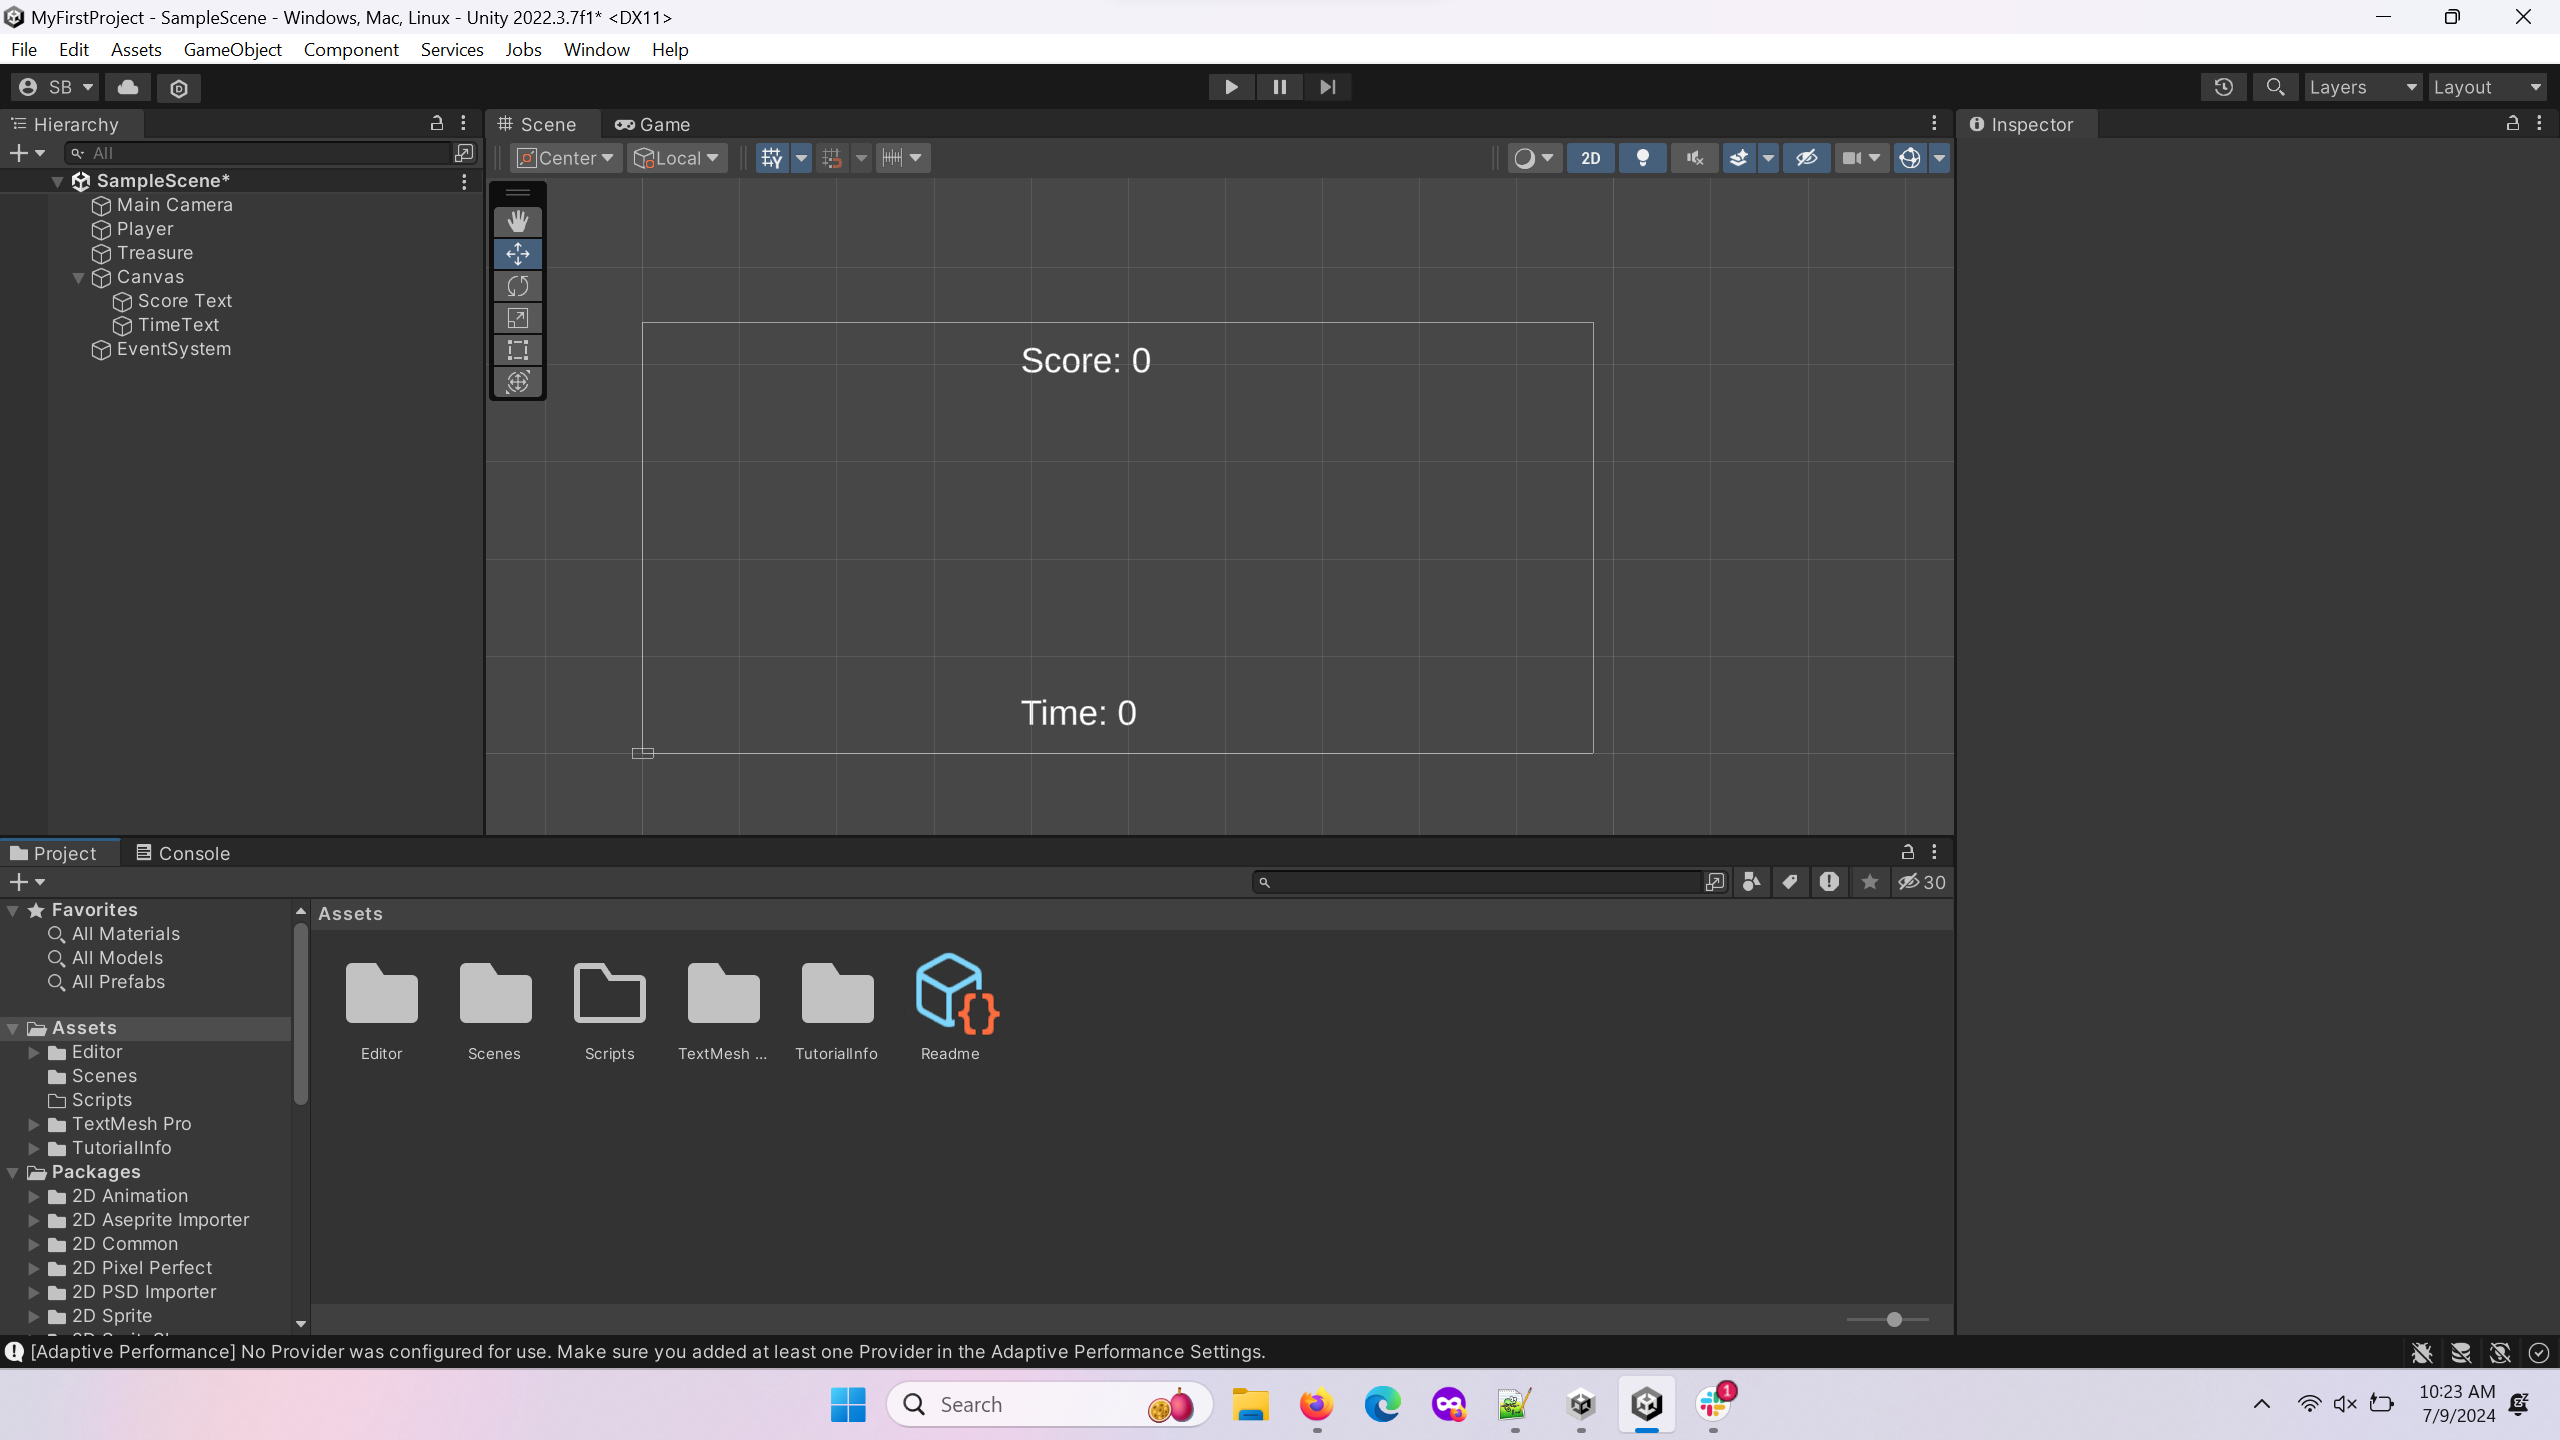 MyFirstProject - SampleScene - Windows, Mac, Linux - Unity 2022.3.7f1* <DX11>
File Edit Assets GameObject Component Services Jobs Window Help
SB Layers Layout
Hierarchy
All
SampleScene*
Main Camera
Player
Treasure
Canvas
Score Text
TimeText
EventSystem
Scene Game
Center Local 2D
Score: 0
Time: 0
Inspector
Project Console
30
Favorites
All Materials
All Models
All Prefabs
Assets
Editor
Scenes
Scripts
TextMesh Pro
TutorialInfo
Packages
2D Animation
2D Aseprite Importer
2D Common
2D Pixel Perfect
2D PSD Importer
2D Sprite
Assets
Editor Scenes Scripts TextMesh ... TutorialInfo Readme
[Adaptive Performance] No Provider was configured for use. Make sure you added at least one Provider in the Adaptive Performance Settings.
Search
1
10:23 AM
7/9/2024